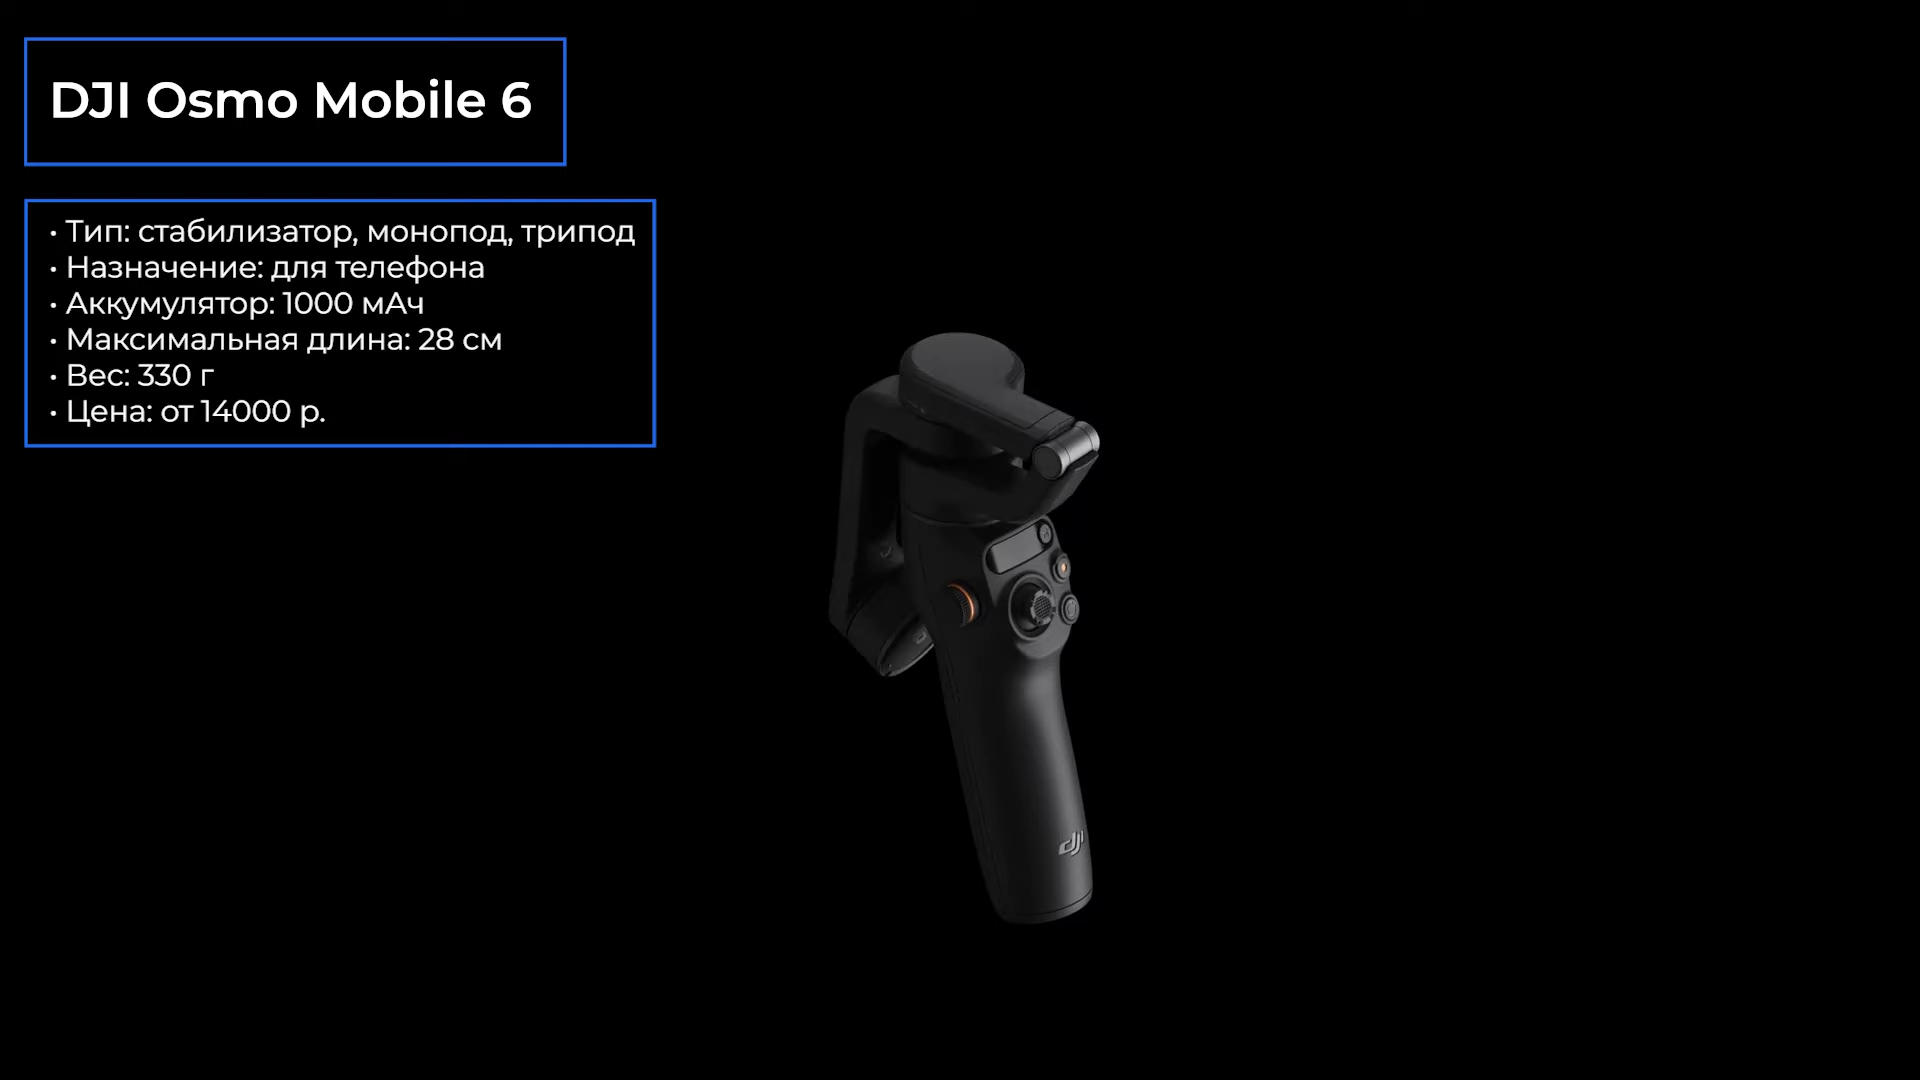 DJI Osmo Mobile 6
• Тип: стабилизатор, монопод, трипод
• Назначение: для телефона
• Аккумулятор: 1000 мАч
• Максимальная длина: 28 см
• Вес: 330 г
• Цена: от 14000 р.
dji